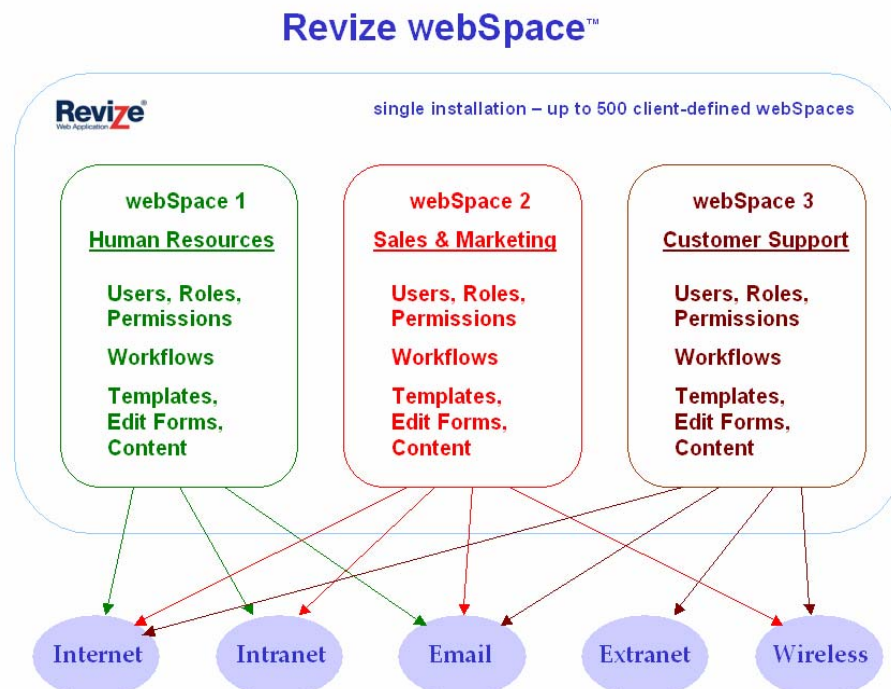 Revize webSpace™
Revize®
Web Application
single installation – up to 500 client-defined webSpaces
webSpace 1
Human Resources
Users, Roles,
Permissions
Workflows
Templates,
Edit Forms,
Content
webSpace 2
Sales & Marketing
Users, Roles,
Permissions
Workflows
Templates,
Edit Forms,
Content
webSpace 3
Customer Support
Users, Roles,
Permissions
Workflows
Templates,
Edit Forms,
Content
Internet
Intranet
Email
Extranet
Wireless